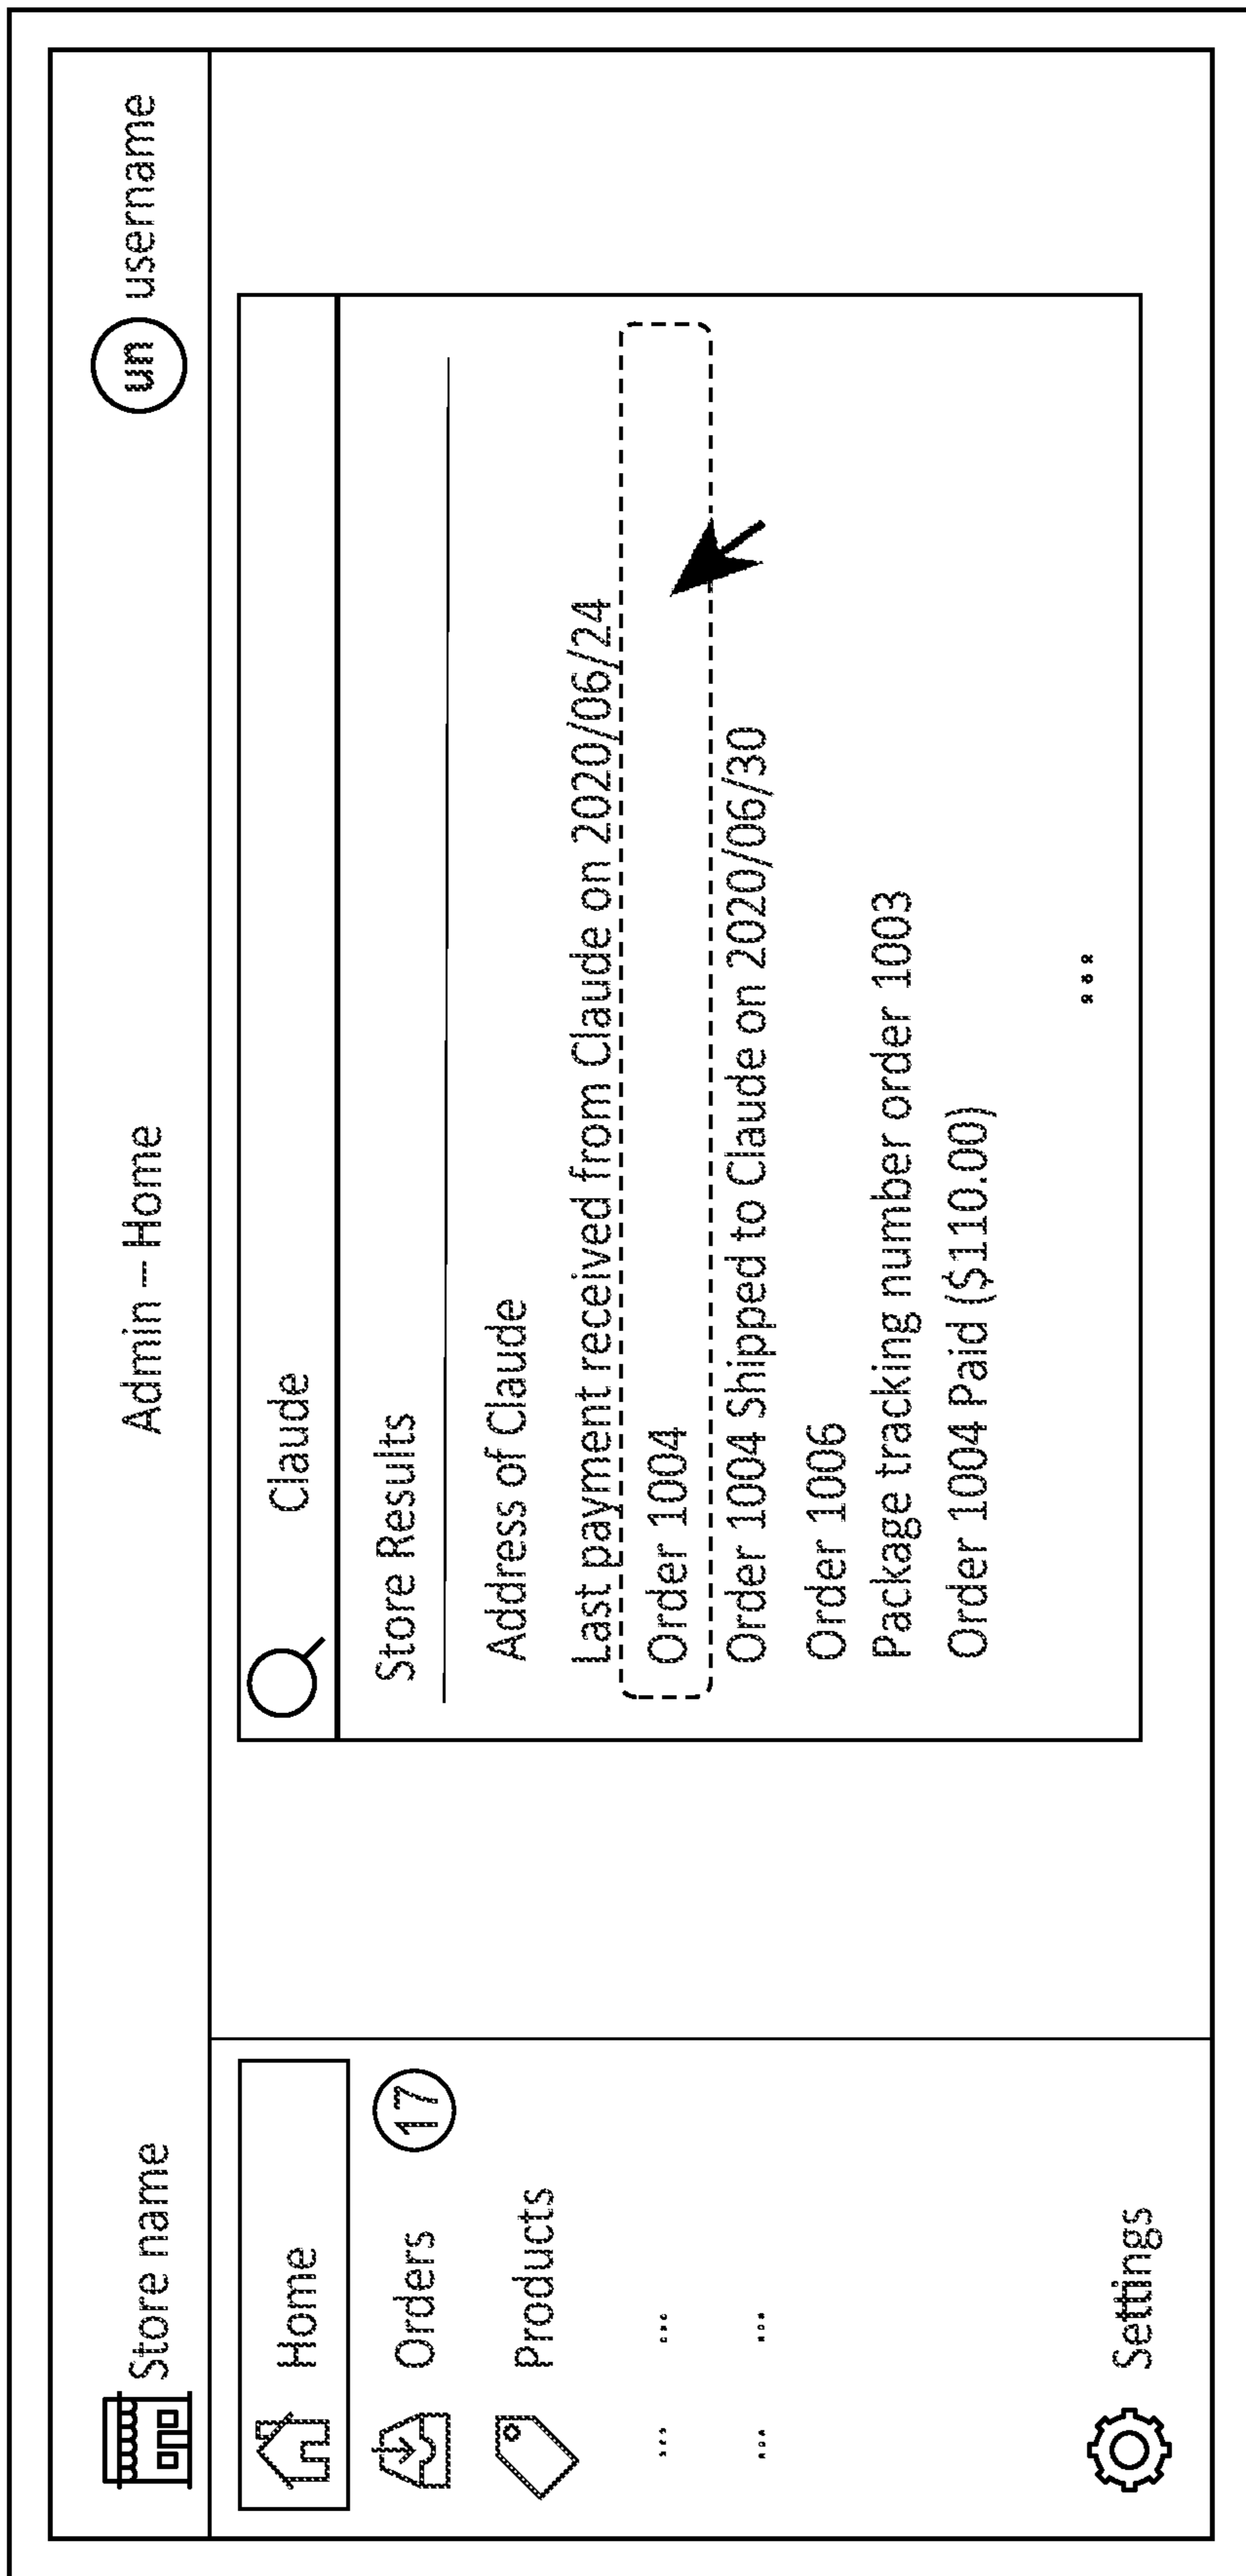 Store name
Admin – Home
un username
Home
Orders 17
Products
... ...
... ...
Settings
Claude
Store Results
Address of Claude
Last payment received from Claude on 2020/06/24
Order 1004
Order 1004 Shipped to Claude on 2020/06/30
Order 1006
Package tracking number order 1003
Order 1004 Paid ($110.00)
...